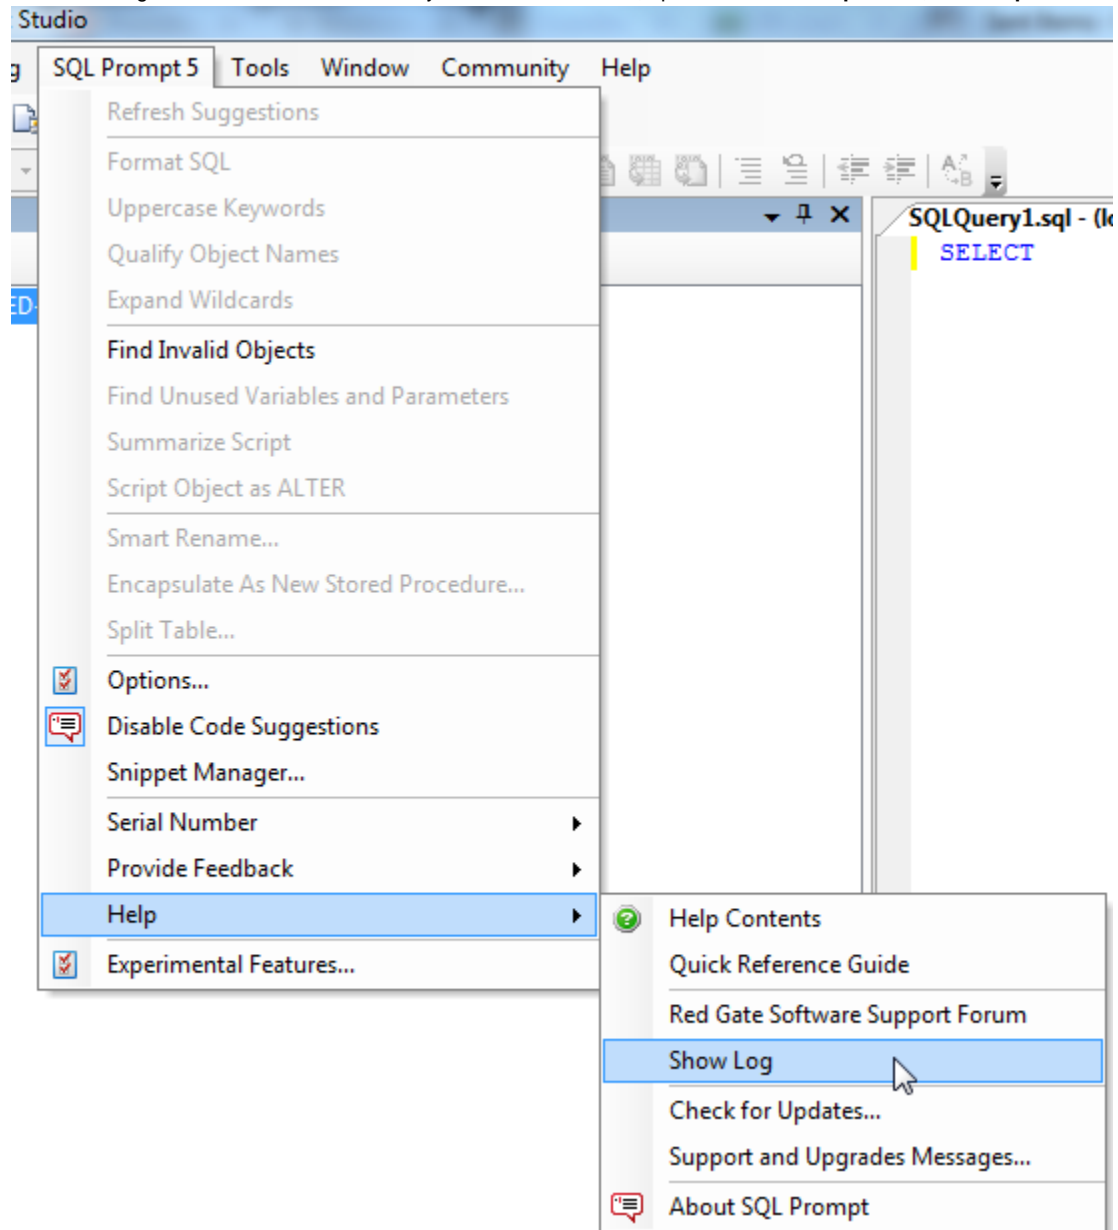 Studio
g SQL Prompt 5 Tools Window Community Help
Refresh Suggestions
Format SQL
Uppercase Keywords
SQLQuery1.sql - (l
Qualify Object Names
SELECT
Expand Wildcards
ED-
Find Invalid Objects
Find Unused Variables and Parameters
Summarize Script
Script Object as ALTER
Smart Rename...
Encapsulate As New Stored Procedure...
Split Table...
Options...
Disable Code Suggestions
Snippet Manager...
Serial Number
Provide Feedback
Help
Experimental Features...
Help Contents
Quick Reference Guide
Red Gate Software Support Forum
Show Log
Check for Updates...
Support and Upgrades Messages...
About SQL Prompt